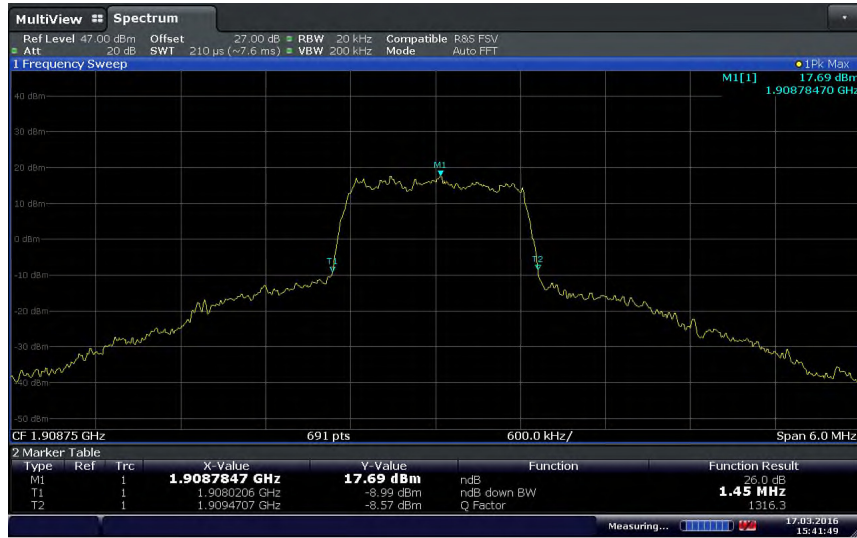 MultiView Spectrum
Ref Level 47.00 dBm Offset 27.00 dB RBW 20 kHz Compatible R&S FSV
Att 20 dB SWT 210 µs (~7.6 ms) VBW 200 kHz Mode Auto FFT
1 Frequency Sweep 1Pk Max
M1[1] 17.69 dBm
1.90878470 GHz
40 dBm
30 dBm
20 dBm
M1
10 dBm
0 dBm
T1 T2
-10 dBm
-20 dBm
-30 dBm
-40 dBm
-50 dBm
CF 1.90875 GHz 691 pts 600.0 kHz/ Span 6.0 MHz
2 Marker Table
Type Ref Trc X-Value Y-Value Function Function Result
M1 1 1.9087847 GHz 17.69 dBm ndB 26.0 dB
T1 1 1.9080206 GHz -8.99 dBm ndB down BW 1.45 MHz
T2 1 1.9094707 GHz -8.57 dBm Q Factor 1316.3
Measuring... 17.03.2016
15:41:49